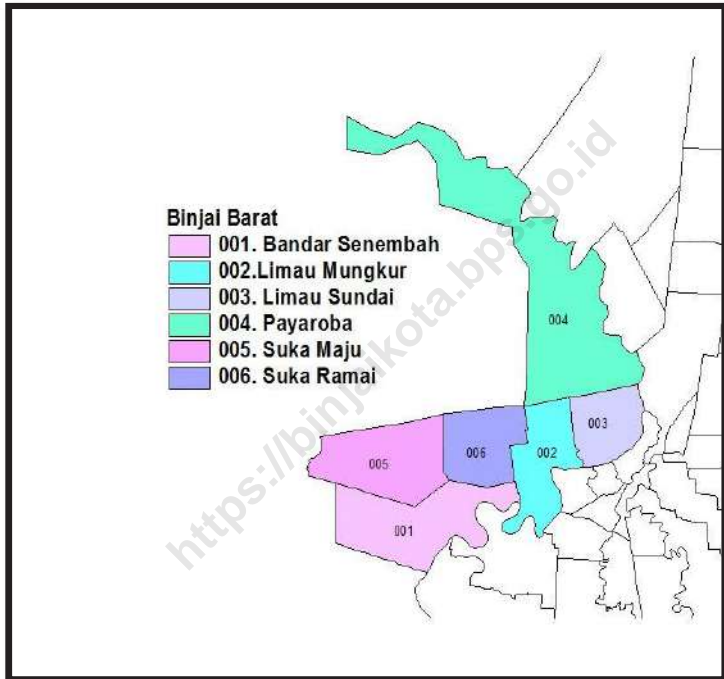 Binjai Barat
001. Bandar Senembah
002.Limau Mungkur
003. Limau Sundai
004. Payaroba
005. Suka Maju
006. Suka Ramai
004
003
002
006
005
001
https://binjaikota.bps.go.id